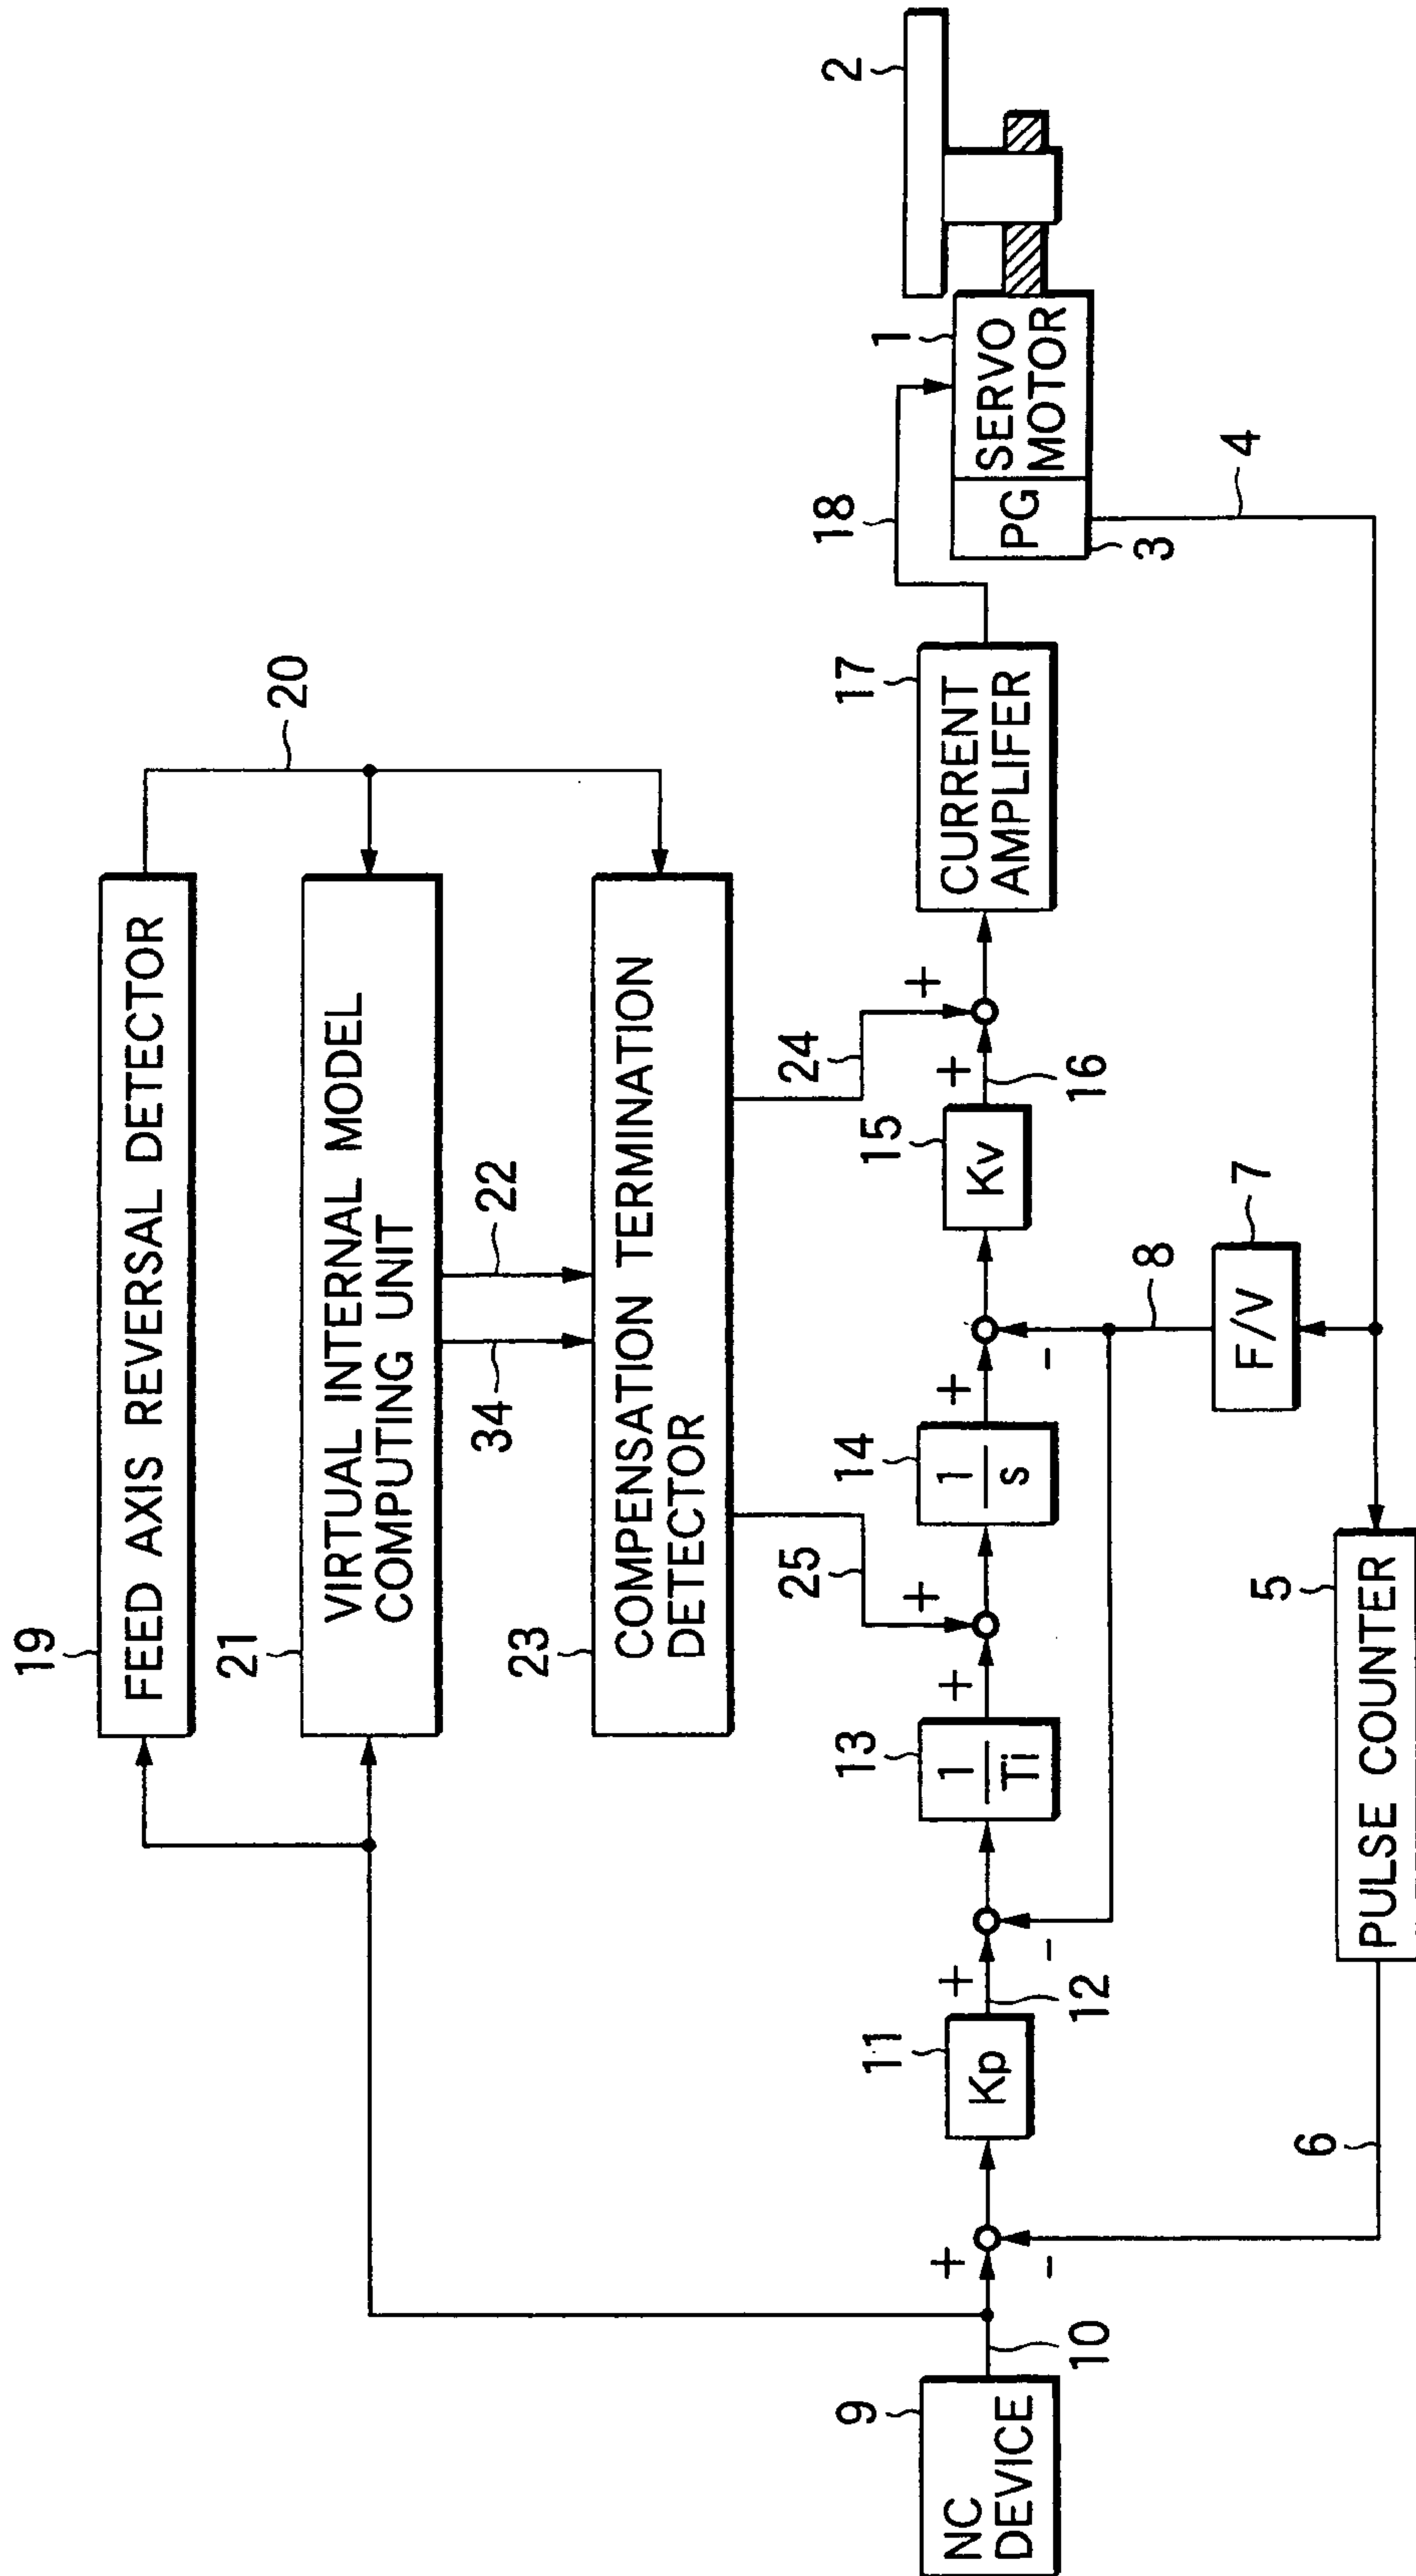 19
FEED AXIS REVERSAL DETECTOR
20
21
VIRTUAL INTERNAL MODEL
COMPUTING UNIT
34
22
23
COMPENSATION TERMINATION
DETECTOR
25
24
18
2
9
NC
DEVICE
10
+
-
11
Kp
12
+
-
13
1
Ti
+
+
14
1
s
+
-
15
Kv
16
+
+
17
CURRENT
AMPLIFER
1
PG
SERVO
MOTOR
3
4
8
7
F/V
6
5
PULSE COUNTER